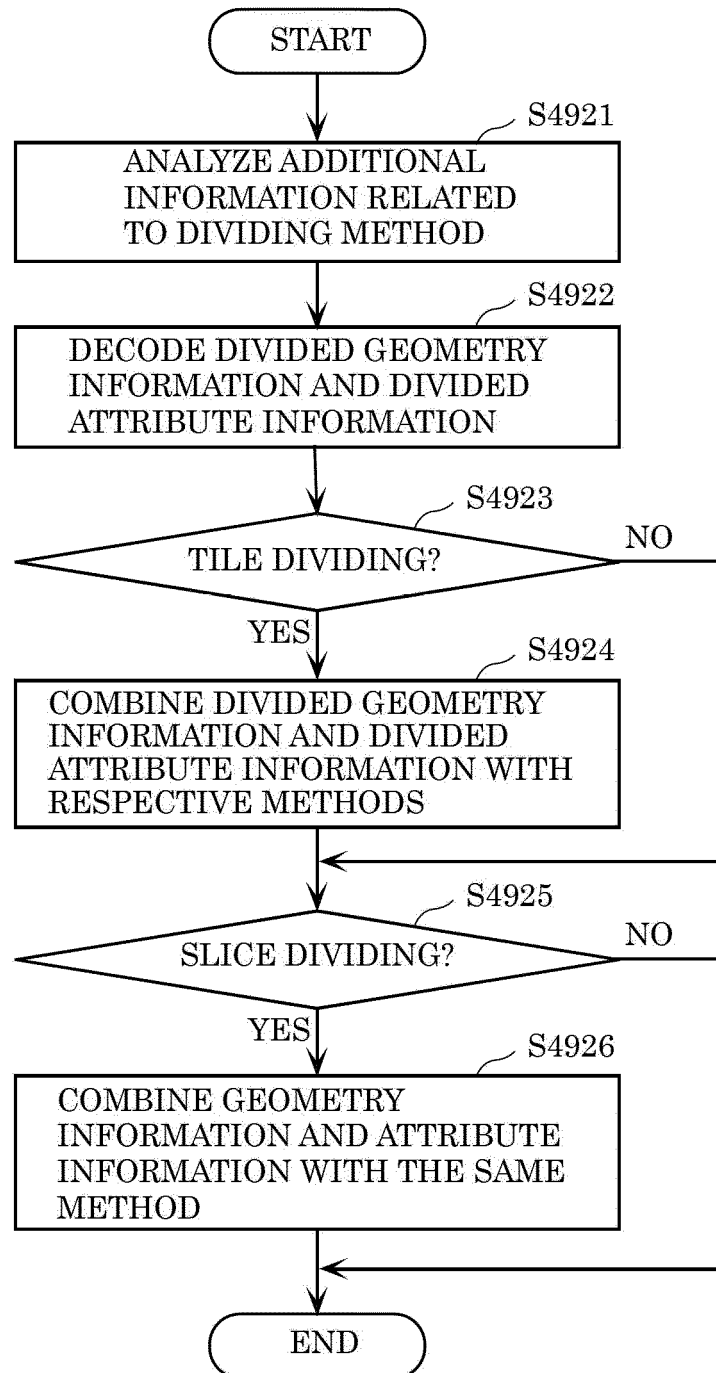 START
S4921
ANALYZE ADDITIONAL
INFORMATION RELATED
TO DIVIDING METHOD
S4922
DECODE DIVIDED GEOMETRY
INFORMATION AND DIVIDED
ATTRIBUTE INFORMATION
S4923
TILE DIVIDING?
NO
YES
S4924
COMBINE DIVIDED GEOMETRY
INFORMATION AND DIVIDED
ATTRIBUTE INFORMATION WITH
RESPECTIVE METHODS
S4925
SLICE DIVIDING?
NO
YES
S4926
COMBINE GEOMETRY
INFORMATION AND ATTRIBUTE
INFORMATION WITH THE SAME
METHOD
END